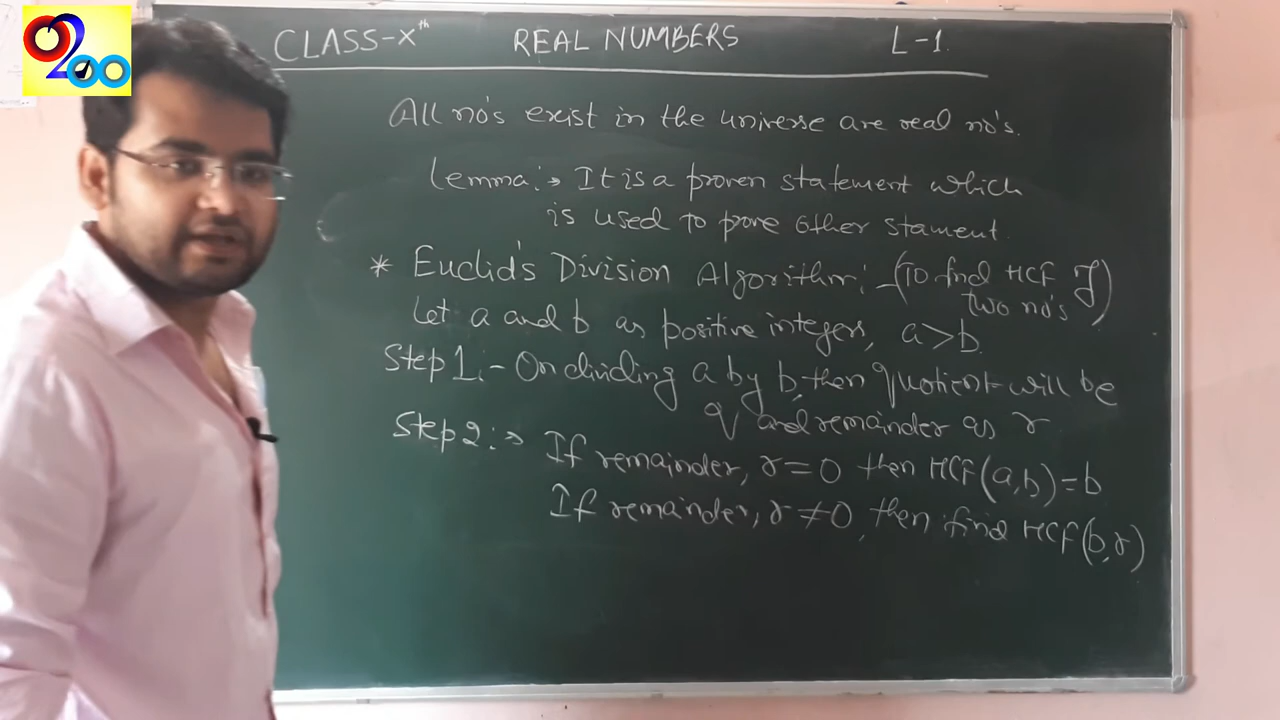 0200
CLASS-Xth REAL NUMBERS L-1.
All no's exist in the universe are real no's.
Lemma:→ It is a proven statement which
is used to prove other stament.
* Euclid's Division Algorithm:- (To find HCF of
two no's)
Let a and b as positive integers, a>b.
Step 1:- On dividing a by b, then quotient will be
q and remainder as r
Step 2:→ If remainder, r=0 then HCF(a,b)=b
If remainder, r≠0, then find HCF(b,r)